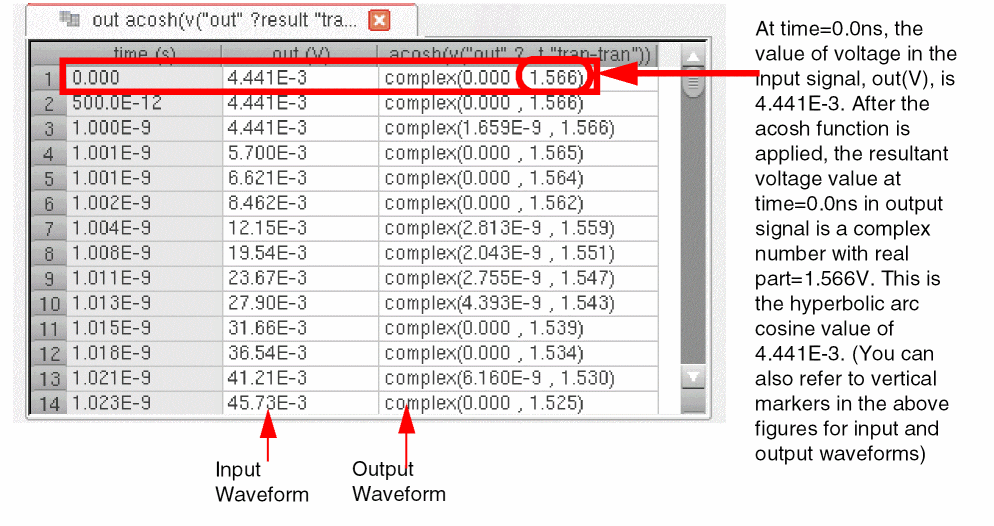 out acosh(v("out" ?result "tra...
time (s) out (V) acosh(v("out" ? t "tran-tran"))
1 0.000 4.441E-3 complex(0.000 , 1.566)
2 500.0E-12 4.441E-3 complex(0.000 , 1.566)
3 1.000E-9 4.441E-3 complex(1.659E-9 , 1.566)
4 1.001E-9 5.700E-3 complex(0.000 , 1.565)
5 1.001E-9 6.621E-3 complex(0.000 , 1.564)
6 1.002E-9 8.462E-3 complex(0.000 , 1.562)
7 1.004E-9 12.15E-3 complex(2.813E-9 , 1.559)
8 1.008E-9 19.54E-3 complex(2.043E-9 , 1.551)
9 1.011E-9 23.67E-3 complex(2.755E-9 , 1.547)
10 1.013E-9 27.90E-3 complex(4.393E-9 , 1.543)
11 1.015E-9 31.66E-3 complex(0.000 , 1.539)
12 1.018E-9 36.54E-3 complex(0.000 , 1.534)
13 1.021E-9 41.21E-3 complex(6.160E-9 , 1.530)
14 1.023E-9 45.73E-3 complex(0.000 , 1.525)
Input
Waveform
Output
Waveform
At time=0.0ns, the
value of voltage in the
input signal, out(V), is
4.441E-3. After the
acosh function is
applied, the resultant
voltage value at
time=0.0ns in output
signal is a complex
number with real
part=1.566V. This is
the hyperbolic arc
cosine value of
4.441E-3. (You can
also refer to vertical
markers in the above
figures for input and
output waveforms)